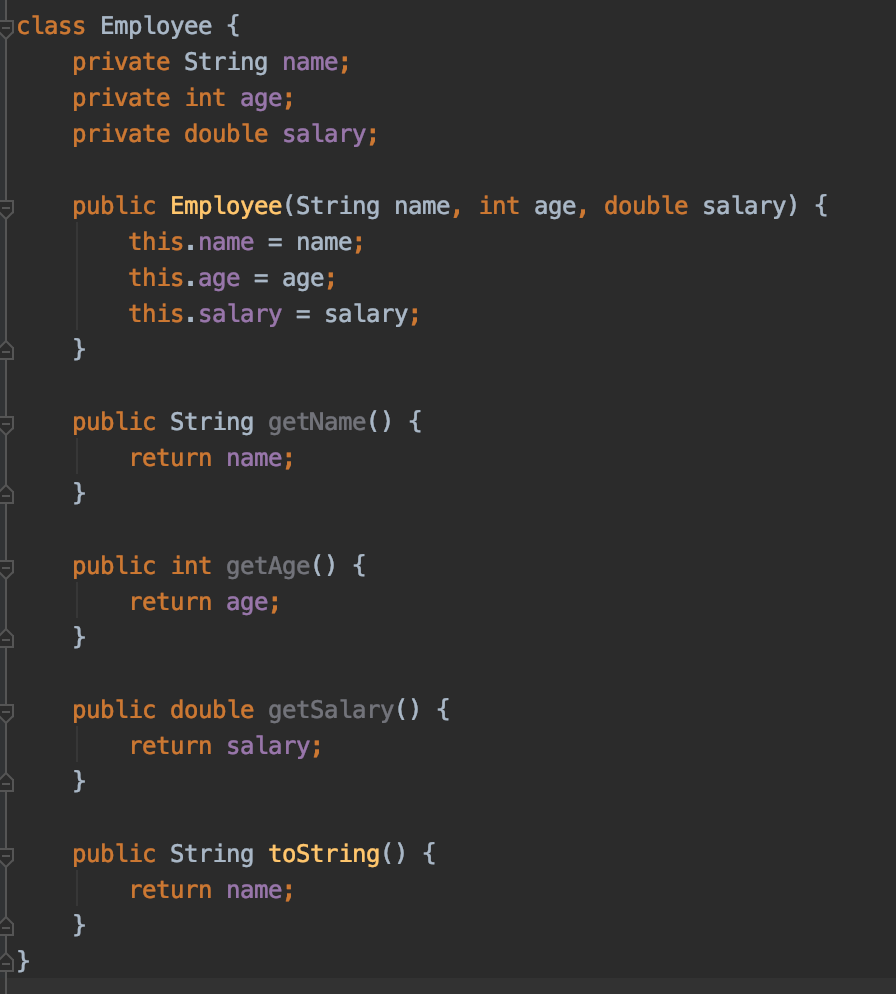 class Employee {
    private String name;
    private int age;
    private double salary;

    public Employee(String name, int age, double salary) {
        this.name = name;
        this.age = age;
        this.salary = salary;
    }

    public String getName() {
        return name;
    }

    public int getAge() {
        return age;
    }

    public double getSalary() {
        return salary;
    }

    public String toString() {
        return name;
    }
}